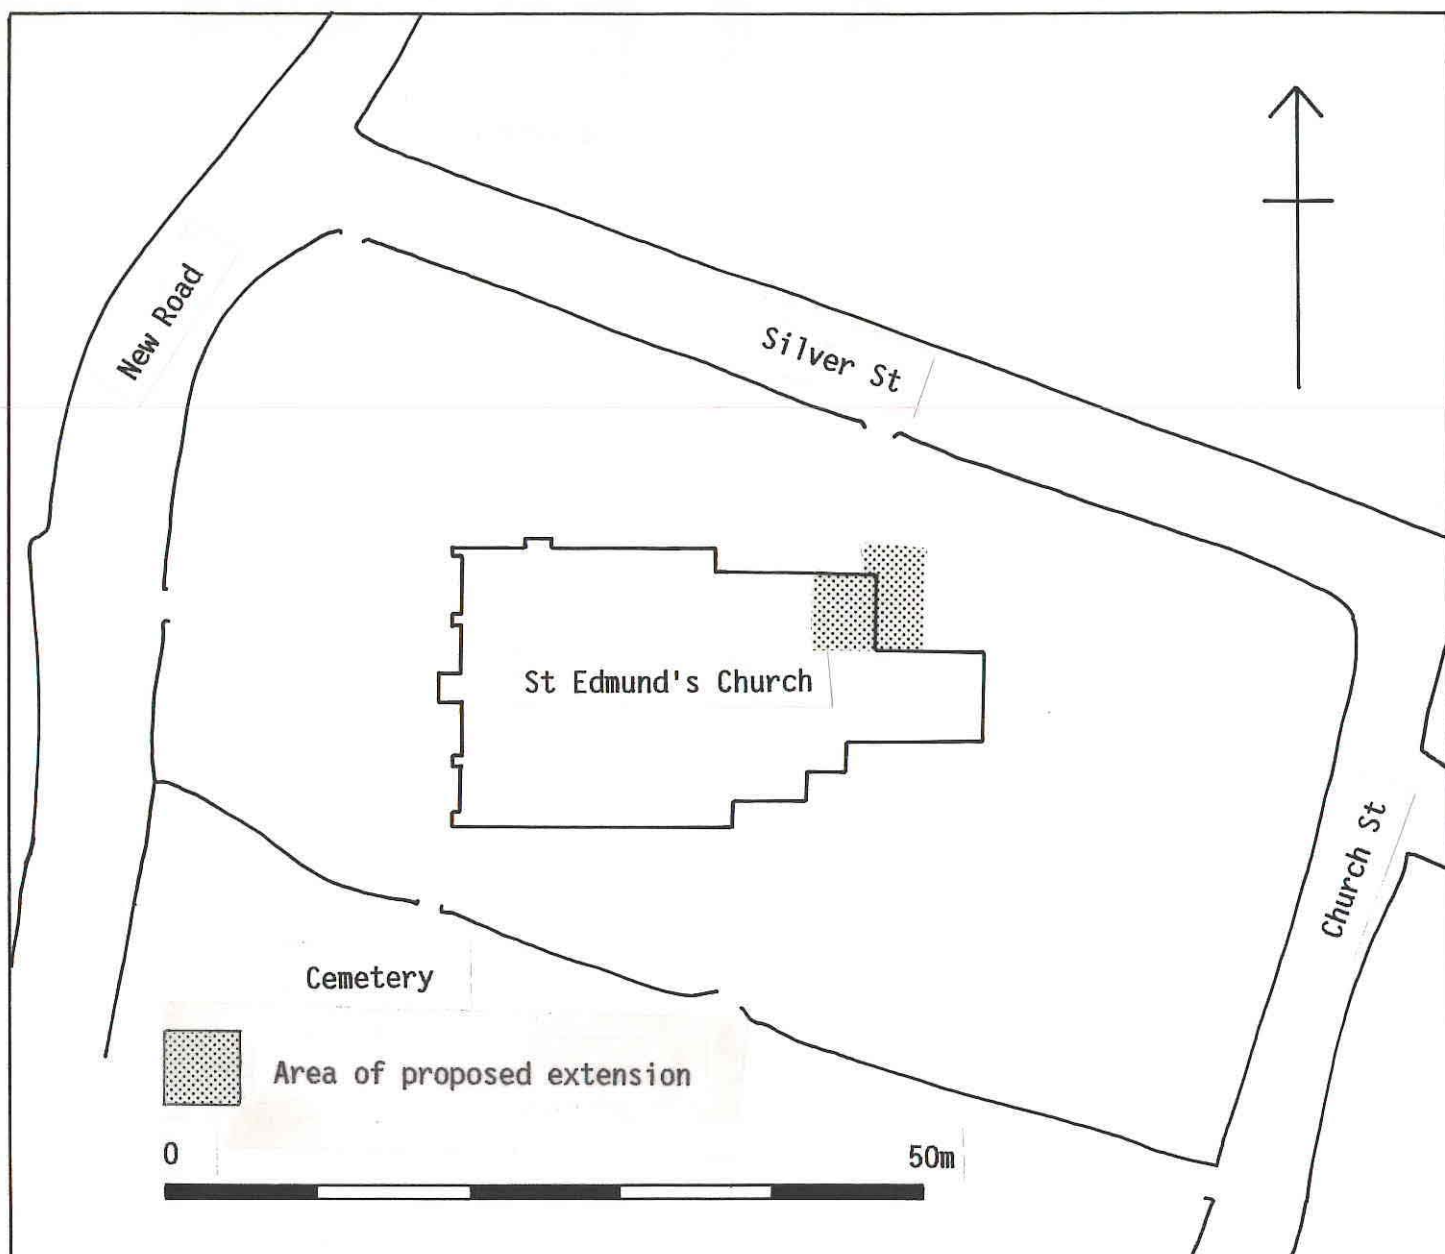 New Road
Silver St
St Edmund's Church
Church St
Cemetery
Area of proposed extension
0
50m